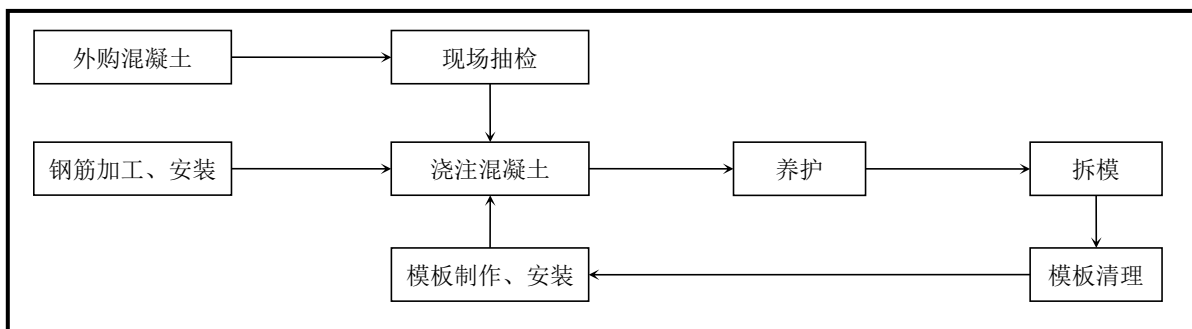 外购混凝土
现场抽检
钢筋加工、安装
浇注混凝土
养护
拆模
模板制作、安装
模板清理